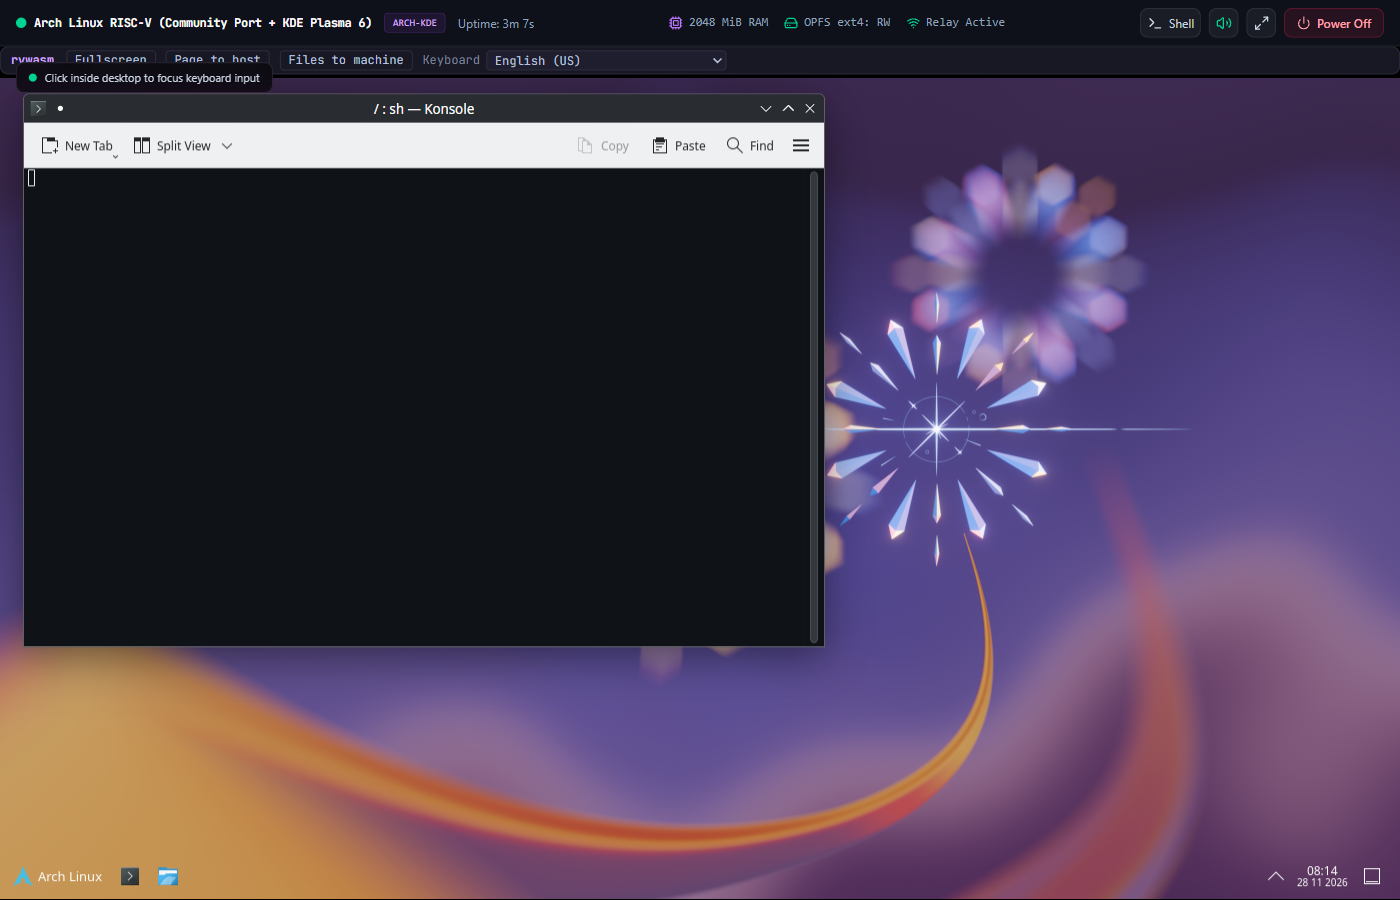 Arch Linux RISC-V (Community Port + KDE Plasma 6) ARCH-KDE Uptime: 3m 7s 2048 MiB RAM OPFS ext4: RW Relay Active Shell Power Off
rvwasm Fullscreen Page to host Files to machine Keyboard English (US)
Click inside desktop to focus keyboard input
/ : sh — Konsole
New Tab Split View Copy Paste Find
Arch Linux
08:14
28 11 2026